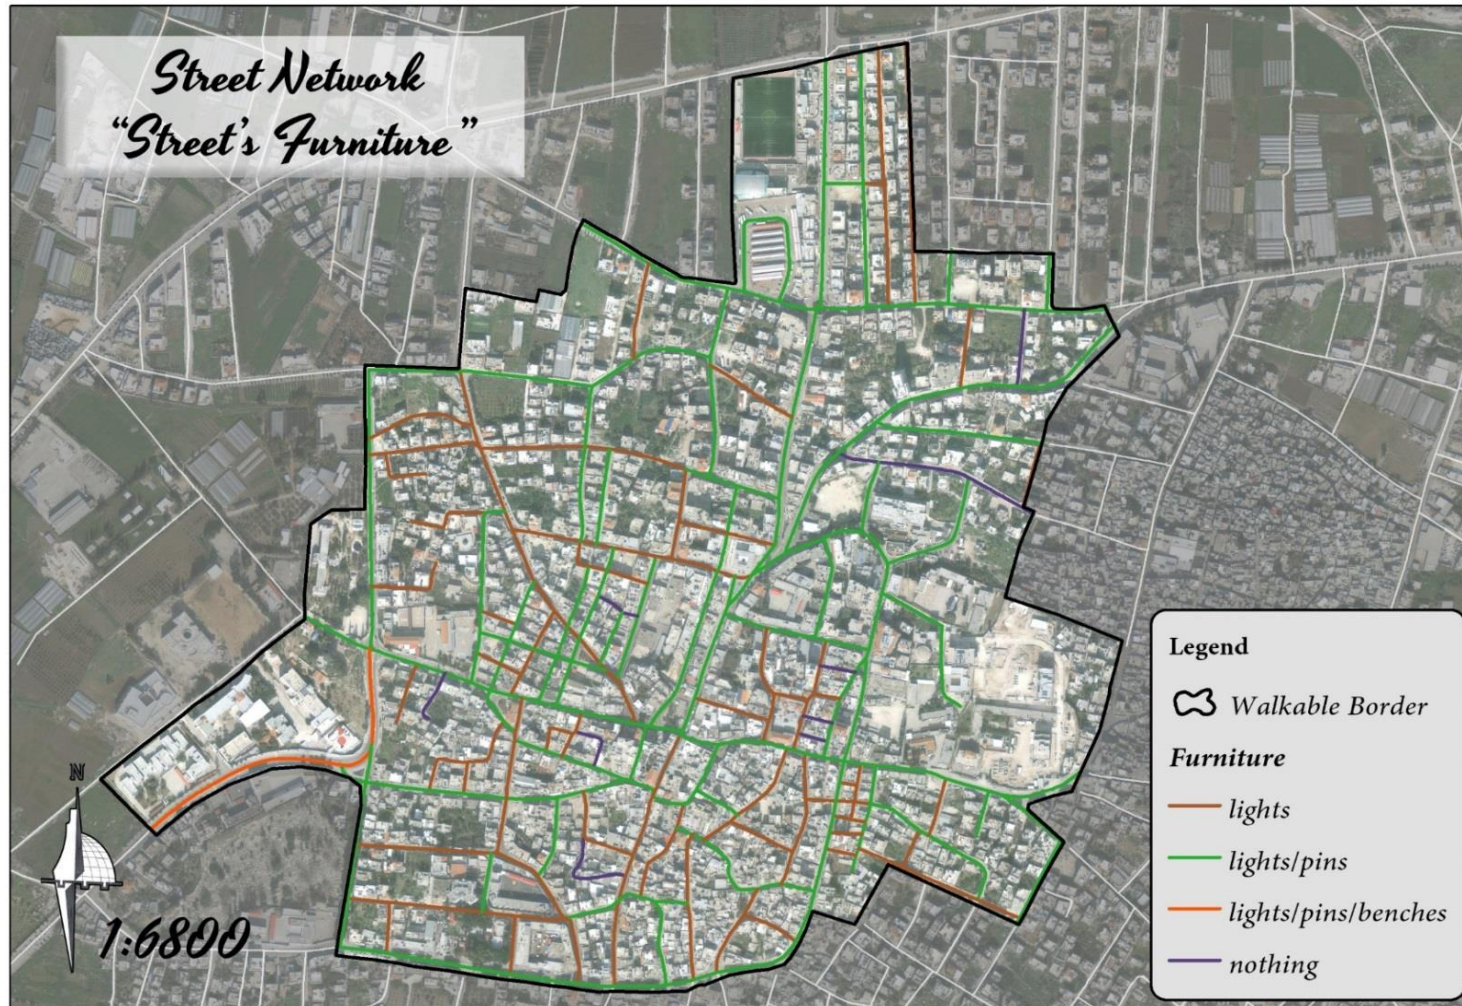 Street Network
“Street's Furniture”
Legend
Walkable Border
Furniture
lights
lights/pins
lights/pins/benches
nothing
N
1:6800